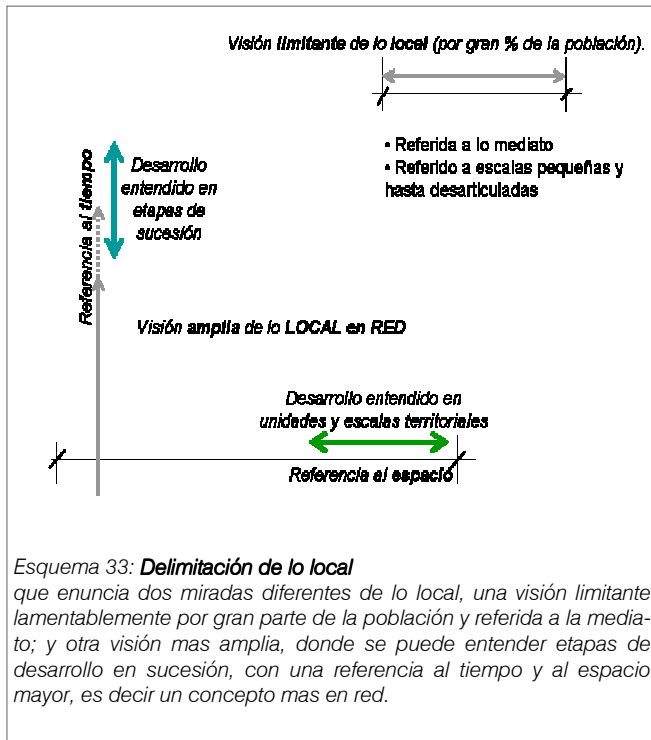 Visión limitante de lo local (por gran % de la población).
• Referida a lo mediato
• Referido a escalas pequeñas y
hasta desarticuladas
Referencia al tiempo
Desarrollo
entendido en
etapas de
sucesión
Visión amplia de lo LOCAL en RED
Desarrollo entendido en
unidades y escalas territoriales
Referencia al espacio
Esquema 33: Delimitación de lo local
que enuncia dos miradas diferentes de lo local, una visión limitante
lamentablemente por gran parte de la población y referida a la media-
to; y otra visión mas amplia, donde se puede entender etapas de
desarrollo en sucesión, con una referencia al tiempo y al espacio
mayor, es decir un concepto mas en red.